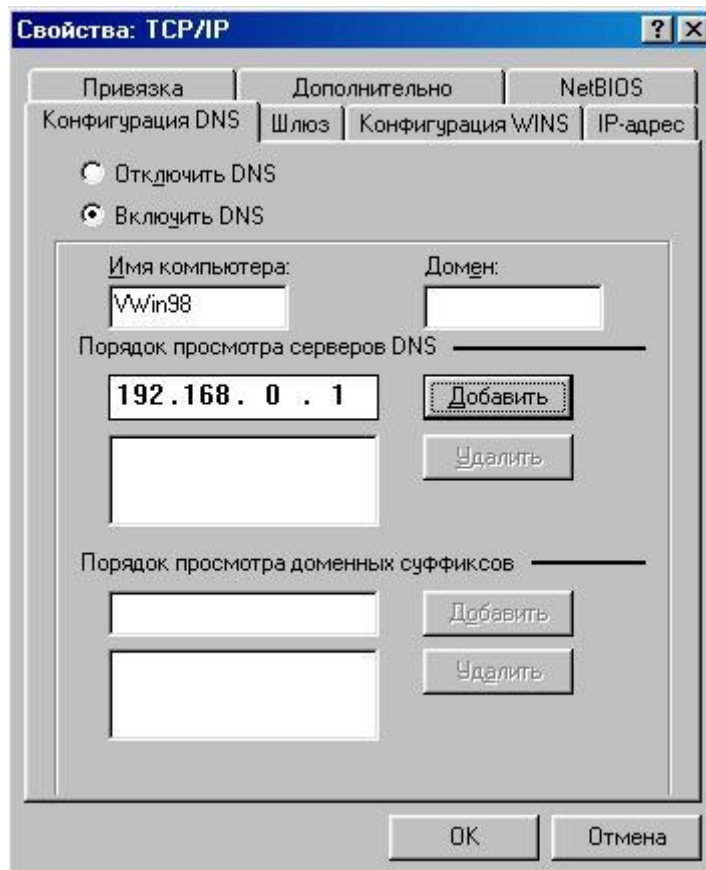 Свойства: TCP/IP
Привязка Дополнительно NetBIOS
Конфигурация DNS Шлюз Конфигурация WINS IP-адрес
Отключить DNS
Включить DNS
Имя компьютера: Домен:
VWin98
Порядок просмотра серверов DNS
192.168. 0 . 1 Добавить
Удалить
Порядок просмотра доменных суффиксов
Добавить
Удалить
OK Отмена